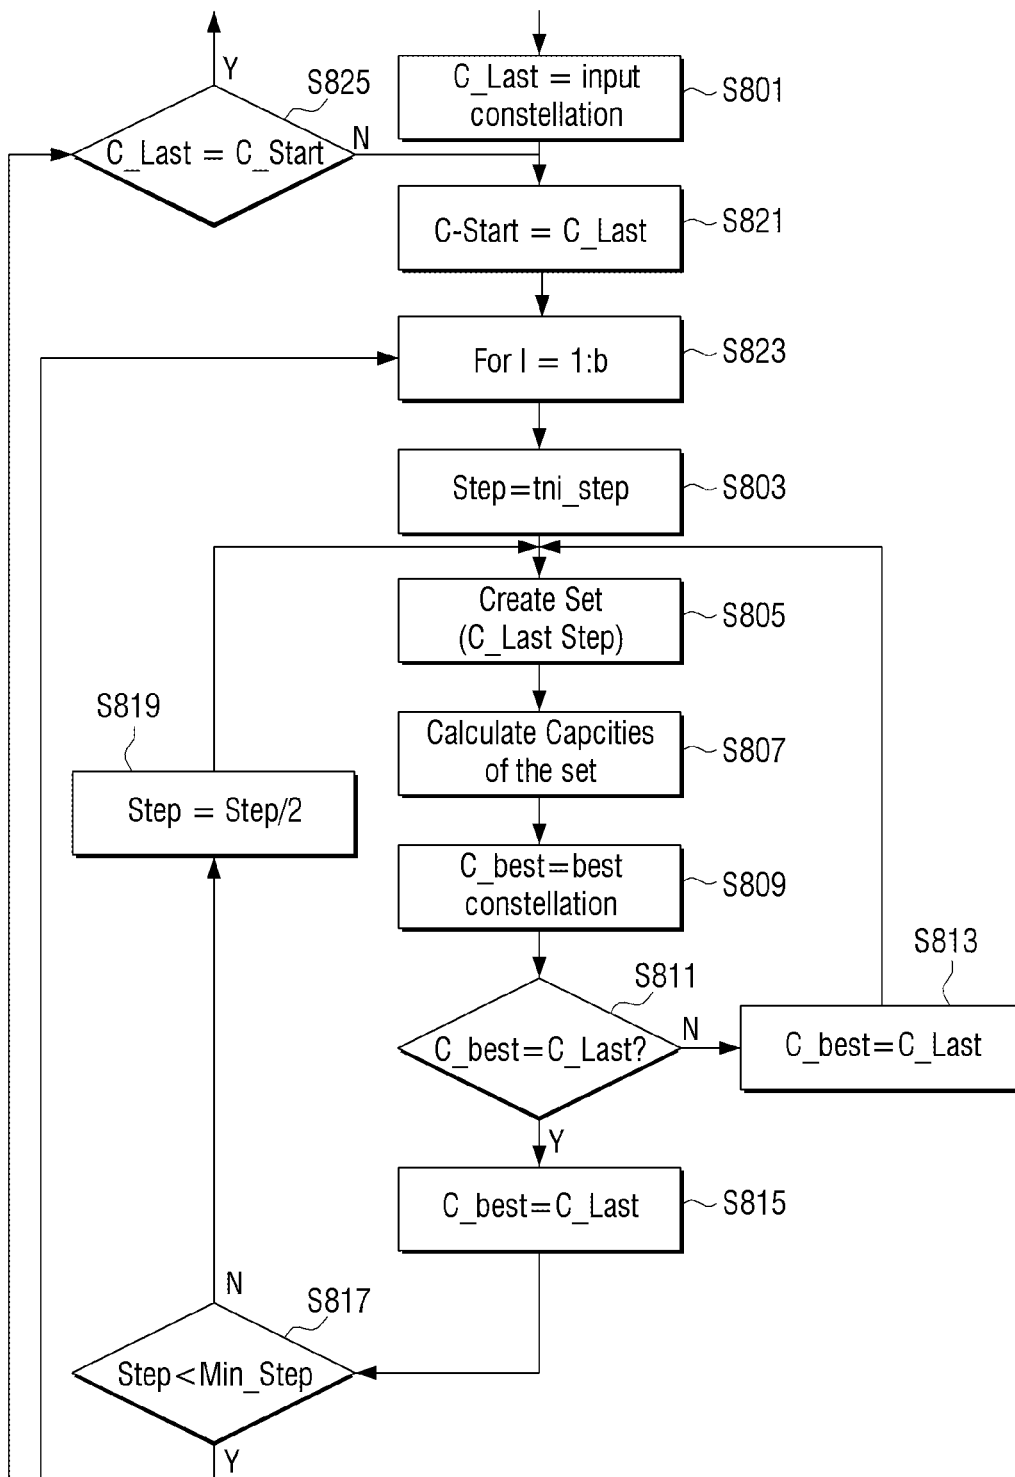 Y
S825
C_Last = C_Start
N
C_Last = input
constellation
S801
C-Start = C_Last
S821
For I = 1:b
S823
Step=tni_step
S803
Create Set
(C_Last Step)
S805
S819
Step = Step/2
Calculate Capcities
of the set
S807
C_best=best
constellation
S809
S811
C_best=C_Last?
N
S813
C_best=C_Last
Y
C_best=C_Last
S815
N
S817
Step<Min_Step
Y